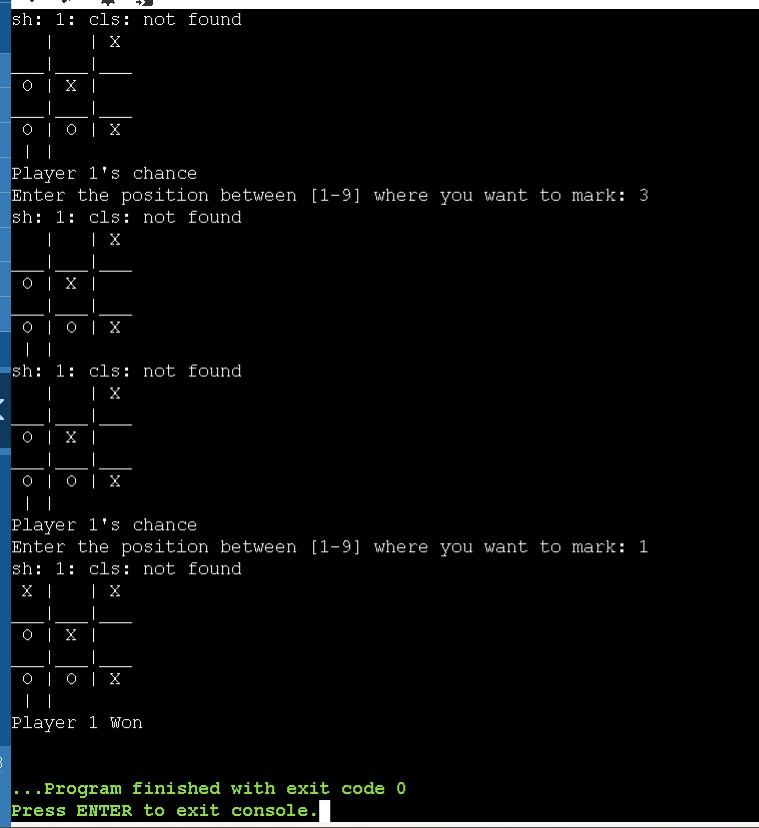 sh: 1: cls: not found
  |   | X
___|___|___
 O | X |
___|___|___
 O | O | X
 | |
Player 1's chance
Enter the position between [1-9] where you want to mark: 3
sh: 1: cls: not found
   |   | X
___|___|___
 O | X |
___|___|___
 O | O | X
 | |
sh: 1: cls: not found
   |   | X
___|___|___
 O | X |
___|___|___
 O | O | X
 | |
Player 1's chance
Enter the position between [1-9] where you want to mark: 1
sh: 1: cls: not found
 X |   | X
___|___|___
 O | X |
___|___|___
 O | O | X
 | |
Player 1 Won
...Program finished with exit code 0
Press ENTER to exit console.